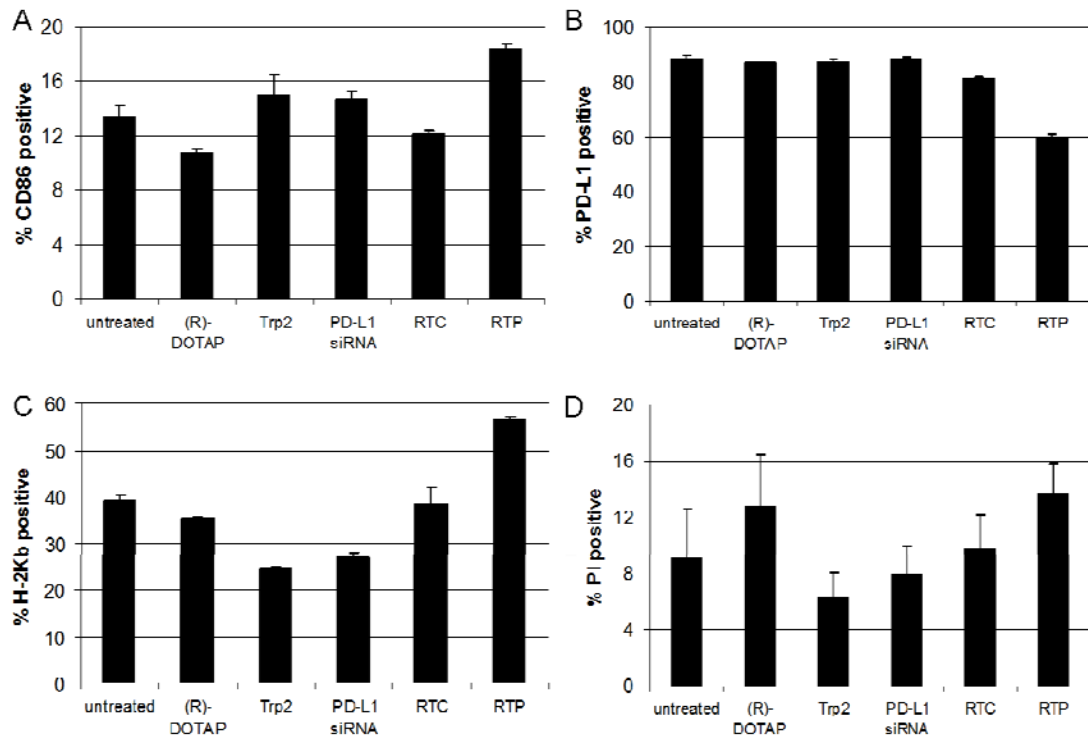 A
% CD86 positive
20
16
12
8
4
0
untreated
(R)-
DOTAP
Trp2
PD-L1
siRNA
RTC
RTP
B
% PD-L1 positive
100
80
60
40
20
0
untreated
(R)-
DOTAP
Trp2
PD-L1
siRNA
RTC
RTP
C
% H-2Kb positive
60
50
40
30
20
10
0
untreated
(R)-
DOTAP
Trp2
PD-L1
siRNA
RTC
RTP
D
% PI positive
20
16
12
8
4
0
untreated
(R)-
DOTAP
Trp2
PD-L1
siRNA
RTC
RTP